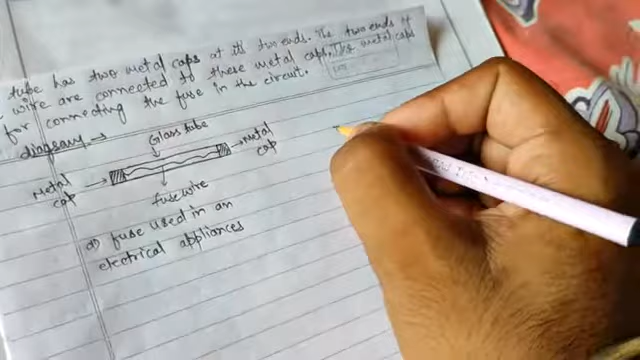 tube has two metal caps at its two ends. The two ends of
wire are connected to these metal caps. The metal caps
for connecting the fuse in the circuit.
diagram →
Glass tube
Metal
cap
Metal
cap
fuse wire
a) fuse used in an
electrical appliances